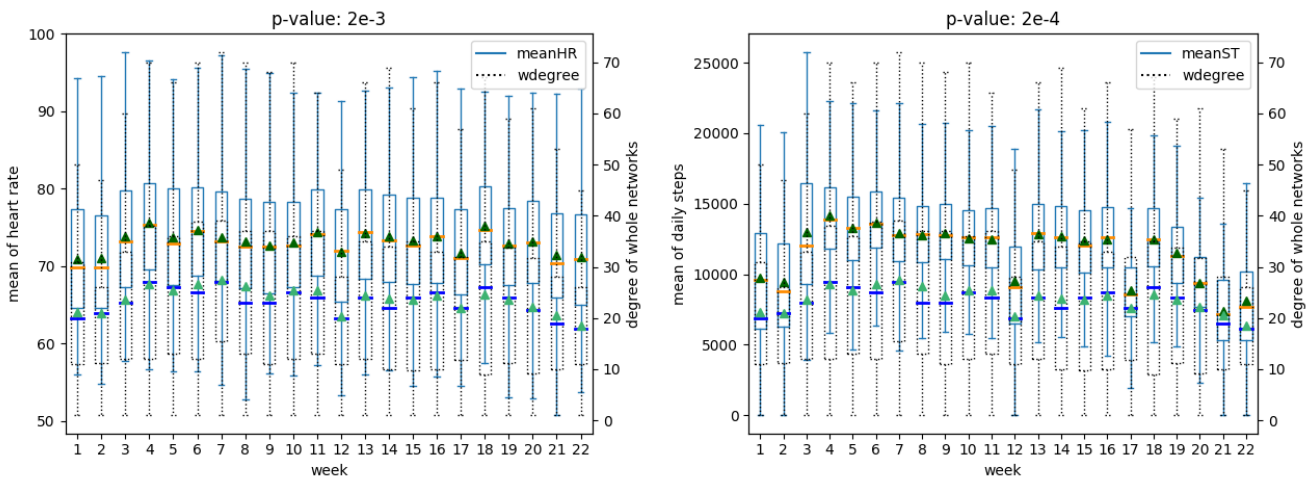 p-value: 2e-3
meanHR
wdegree
100
90
80
70
60
50
mean of heart rate
70
60
50
40
30
20
10
0
degree of whole networks
1 2 3 4 5 6 7 8 9 10 11 12 13 14 15 16 17 18 19 20 21 22
week
p-value: 2e-4
meanST
wdegree
25000
20000
15000
10000
5000
0
mean of daily steps
70
60
50
40
30
20
10
0
degree of whole networks
1 2 3 4 5 6 7 8 9 10 11 12 13 14 15 16 17 18 19 20 21 22
week